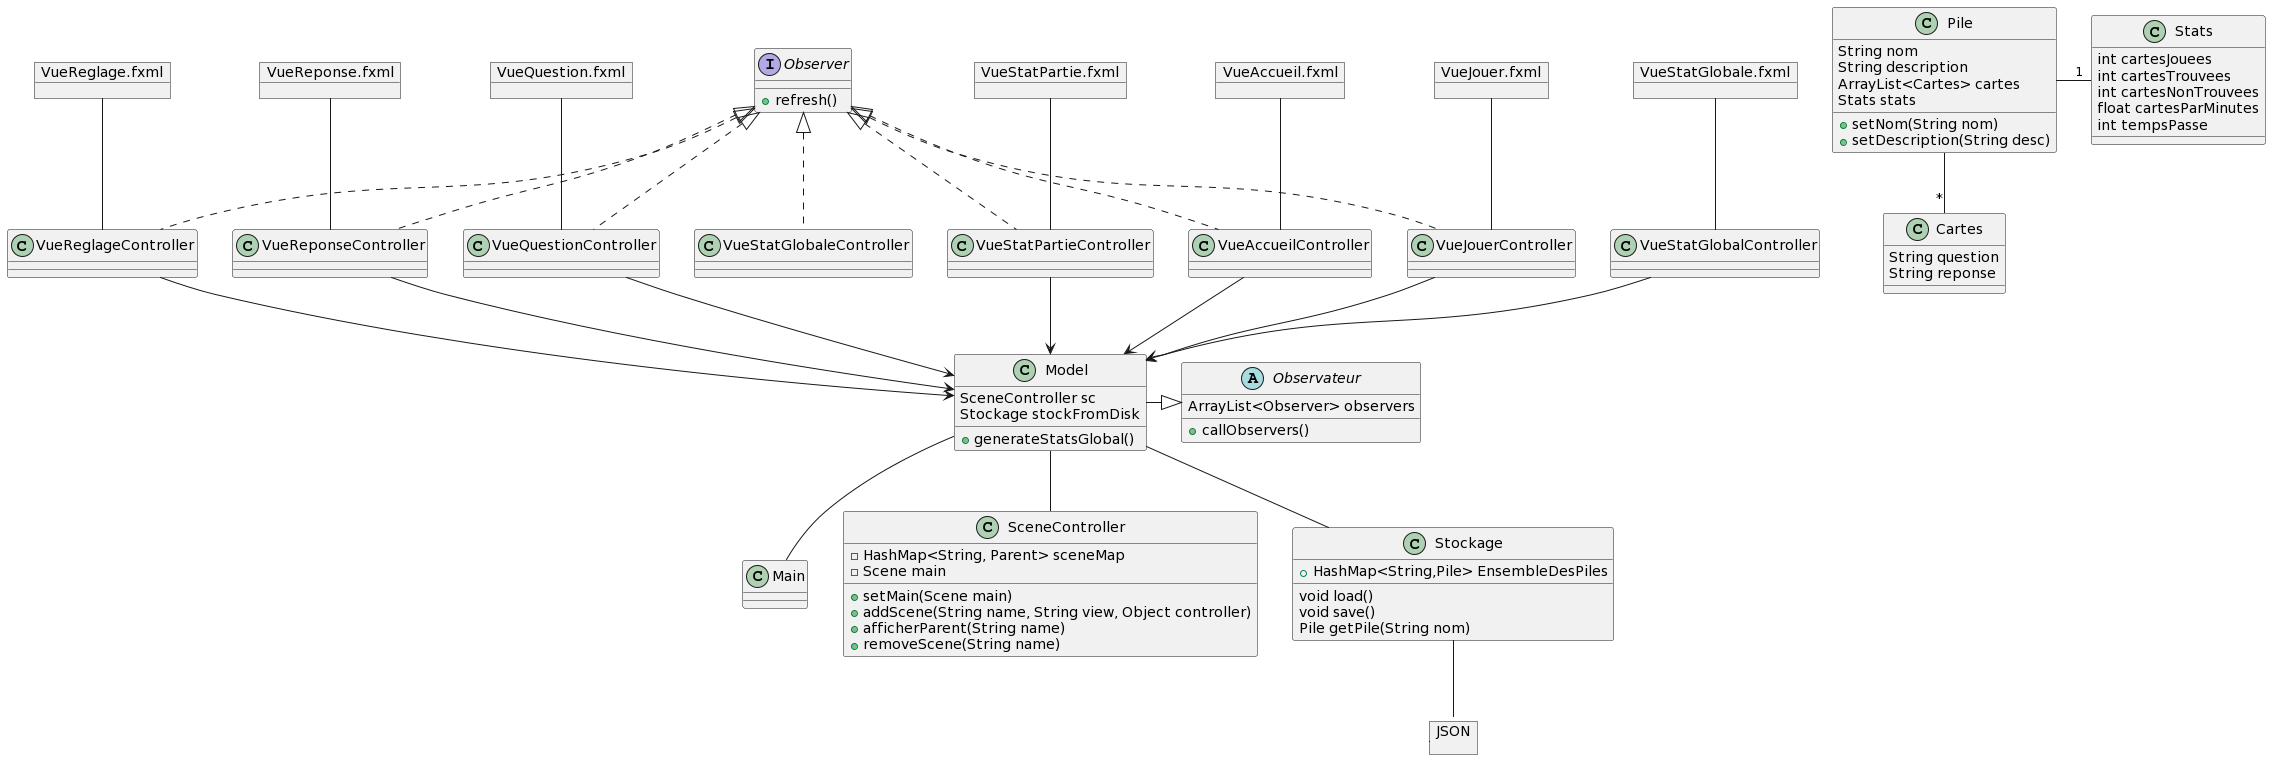 VueReglage.fxml
VueReponse.fxml
VueQuestion.fxml
I Observer
refresh()
VueStatPartie.fxml
VueAccueil.fxml
VueJouer.fxml
VueStatGlobale.fxml
C Pile
String nom
String description
ArrayList<Cartes> cartes
Stats stats
setNom(String nom)
setDescription(String desc)
1
C Stats
int cartesJouees
int cartesTrouvees
int cartesNonTrouvees
float cartesParMinutes
int tempsPasse
*
C VueReglageController
C VueReponseController
C VueQuestionController
C VueStatGlobaleController
C VueStatPartieController
C VueAccueilController
C VueJouerController
C VueStatGlobalController
C Cartes
String question
String reponse
C Model
SceneController sc
Stockage stockFromDisk
generateStatsGlobal()
A Observateur
ArrayList<Observer> observers
callObservers()
C Main
C SceneController
HashMap<String, Parent> sceneMap
Scene main
setMain(Scene main)
addScene(String name, String view, Object controller)
afficherParent(String name)
removeScene(String name)
C Stockage
HashMap<String,Pile> EnsembleDesPiles
void load()
void save()
Pile getPile(String nom)
JSON